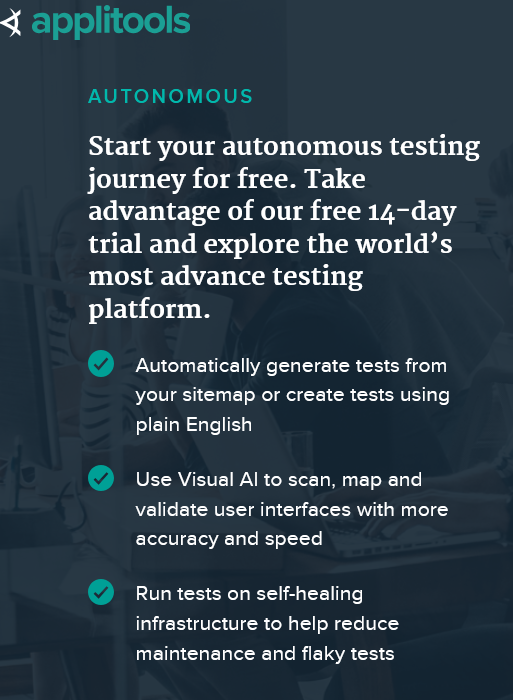 applitools
AUTONOMOUS
Start your autonomous testing
journey for free. Take
advantage of our free 14-day
trial and explore the world’s
most advance testing
platform.
Automatically generate tests from
your sitemap or create tests using
plain English
Use Visual AI to scan, map and
validate user interfaces with more
accuracy and speed
Run tests on self-healing
infrastructure to help reduce
maintenance and flaky tests